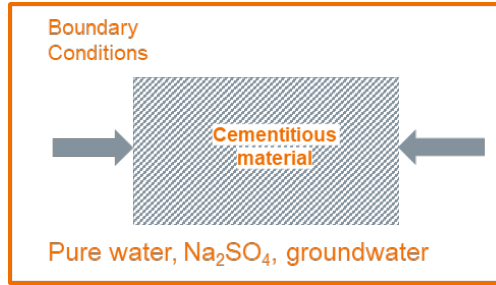 Boundary
Conditions
Cementitious
material
Pure water, Na₂SO₄, groundwater